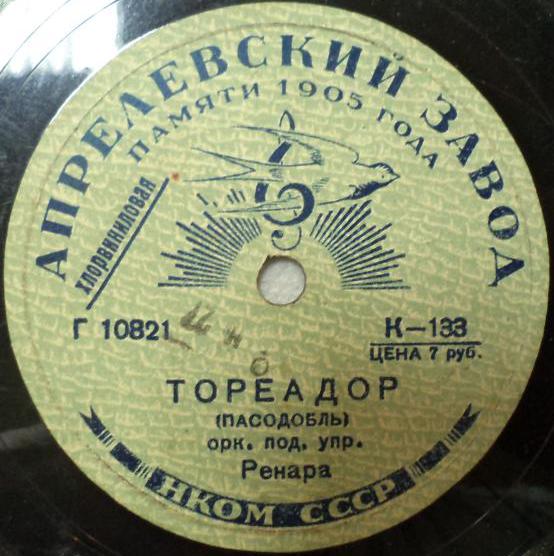 АПРЕЛЕВСКИЙ ЗАВОД
ПАМЯТИ 1905 ГОДА
хлорвиниловая
Г 10821
К—133
ЦЕНА 7 руб.
ТОРЕАДОР
(ПАСОДОБЛЬ)
орк. под. упр.
Ренара
НКОМ СССР